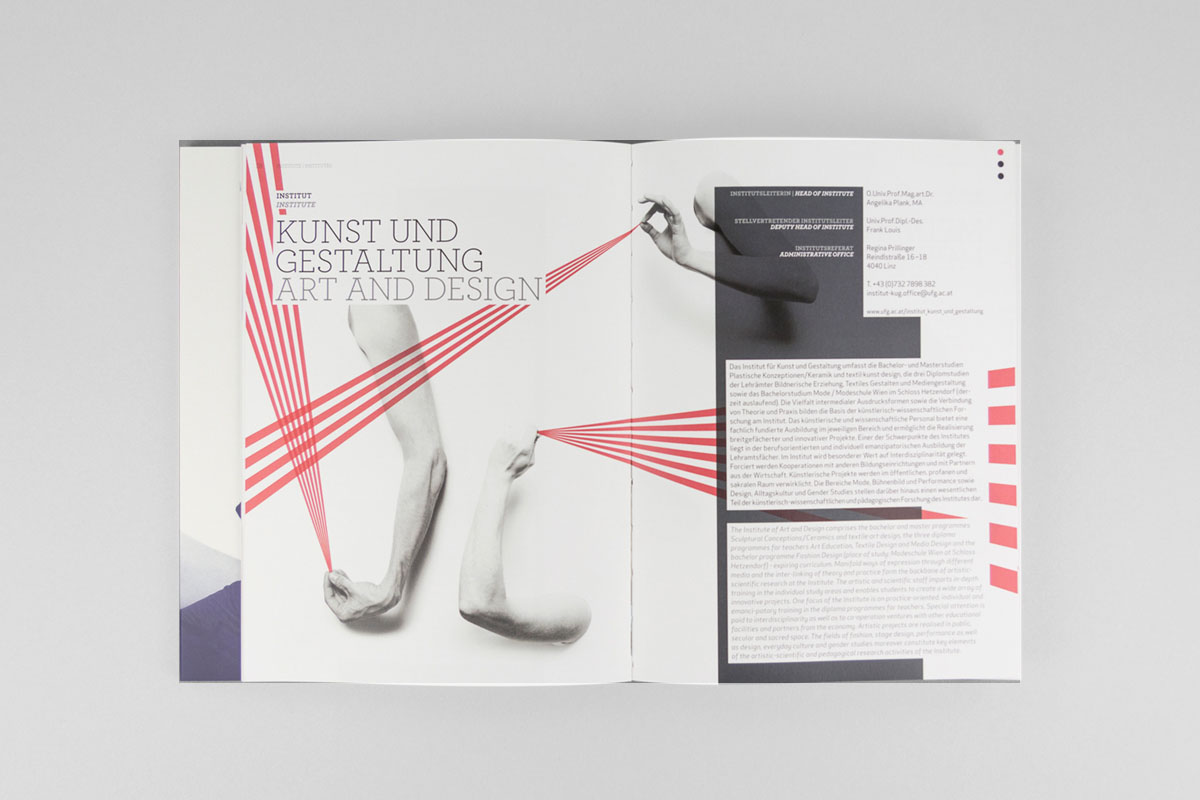 INSTITUTE | INSTITUTES
INSTITUT
INSTITUTE
KUNST UND
GESTALTUNG
ART AND DESIGN
INSTITUTSLEITERIN | HEAD OF INSTITUTE
O.Univ.Prof.Mag.art.Dr.
Angelika Plank, MA.
STELLVERTRETENDER INSTITUTSLEITER
DEPUTY HEAD OF INSTITUTE
Univ.Prof.Dipl.-Des.
Frank Louis
INSTITUTSREFERAT
ADMINISTRATIVE OFFICE
Regina Prillinger
Reindlstraße 16 -18
4040 Linz
T. +43 (0)732 7898 382
institut-kug.office@ufg.ac.at
www.ufg.ac.at/institut_kunst_und_gestaltung
Das Institut für Kunst und Gestaltung umfasst die Bachelor- und Masterstudien
Plastische Konzeptionen/Keramik und textil·kunst·design, die drei Diplomstudien
der Lehrämter Bildnerische Erziehung, Textiles Gestalten und Mediengestaltung
sowie das Bachelorstudium Mode / Modeschule Wien im Schloss Hetzendorf (der-
zeit auslaufend). Die Vielfalt intermedialer Ausdrucksformen sowie die Verbindung
von Theorie und Praxis bilden die Basis der künstlerisch-wissenschaftlichen For-
schung am Institut. Das künstlerische und wissenschaftliche Personal bietet eine
fachlich fundierte Ausbildung im jeweiligen Bereich und ermöglicht die Realisierung
breitgefächerter und innovativer Projekte. Einer der Schwerpunkte des Institutes
liegt in der berufsorientierten und individuell emanzipatorischen Ausbildung der
Lehramtsfächer. Im Institut wird besonderer Wert auf Interdisziplinarität gelegt.
Forciert werden Kooperationen mit anderen Bildungseinrichtungen und mit Partnern
aus der Wirtschaft. Künstlerische Projekte werden im öffentlichen, profanen und
sakralen Raum verwirklicht. Die Bereiche Mode, Bühnenbild und Performance sowie
Design, Alltagskultur und Gender Studies stellen darüber hinaus einen wesentlichen
Teil der künstlerisch-wissenschaftlichen und pädagogischen Forschung des Institutes dar.
The Institute of Art and Design comprises the bachelor and master programmes
Sculptural Conceptions/Ceramics and textile art design, the three diploma
programmes for teachers Art Education, Textile Design and Media Design and the
bachelor programme Fashion Design (place of study: Modeschule Wien at Schloss
Hetzendorf) - expiring curriculum. Manifold ways of expression through different
media and the inter-linking of theory and practice form the backbone of artistic-
scientific research at the Institute. The artistic and scientific staff imparts in-depth
training in the individual study areas and enables students to create a wide array of
innovative projects. One focus of the Institute is on practice-oriented, individual and
emanci-patory training in the diploma programmes for teachers. Special attention is
paid to interdisciplinarity as well as to co-operation ventures with other educational
facilities and partners from the economy. Artistic projects are realised in public,
secular and sacred space. The fields of fashion, stage design, performance as well
as design, everyday culture and gender studies moreover constitute key elements
of the artistic-scientific and pedagogical research activities of the Institute.